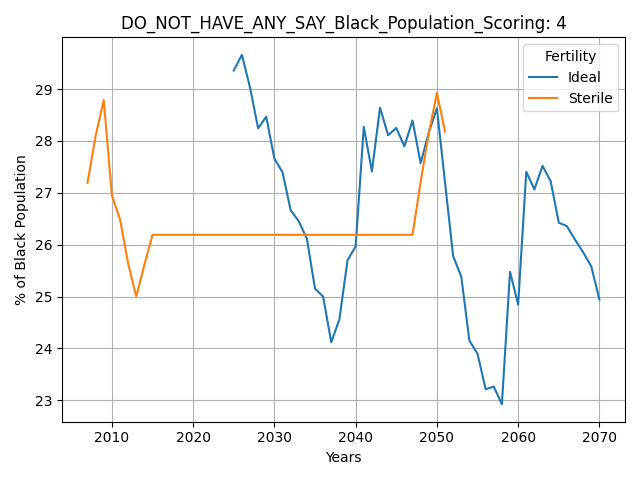 DO_NOT_HAVE_ANY_SAY_Black_Population_Scoring: 4
Fertility
Ideal
Sterile
29
28
27
26
25
24
23
% of Black Population
2010 2020 2030 2040 2050 2060 2070
Years